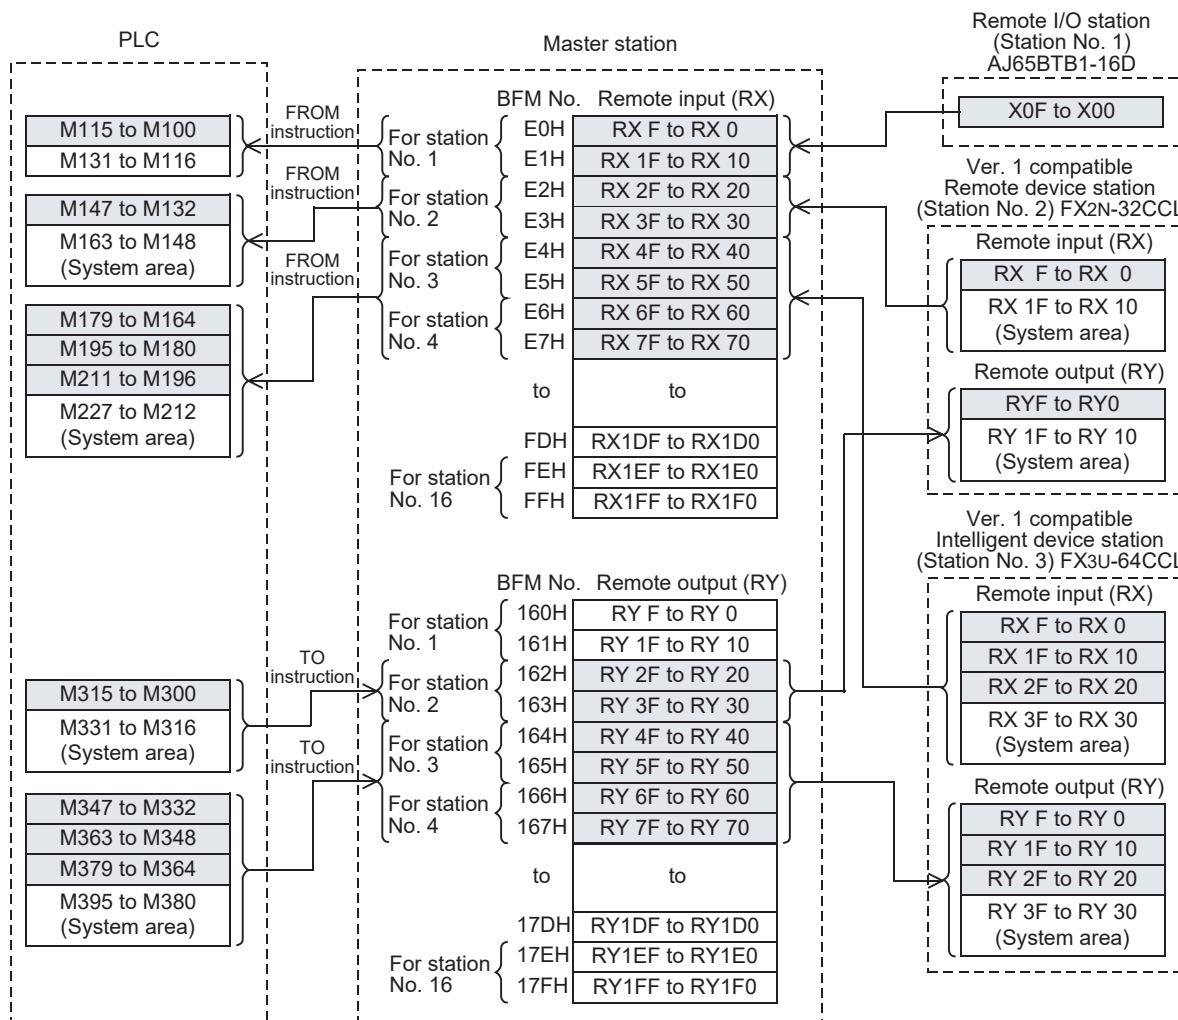 PLC
M115 to M100
M131 to M116
M147 to M132
M163 to M148
(System area)
M179 to M164
M195 to M180
M211 to M196
M227 to M212
(System area)
M315 to M300
M331 to M316
(System area)
M347 to M332
M363 to M348
M379 to M364
M395 to M380
(System area)
FROM
instruction
FROM
instruction
FROM
instruction
TO
instruction
TO
instruction
Master station
BFM No. Remote input (RX)
For station
No. 1
For station
No. 2
For station
No. 3
For station
No. 4
E0H RX F to RX 0
E1H RX 1F to RX 10
E2H RX 2F to RX 20
E3H RX 3F to RX 30
E4H RX 4F to RX 40
E5H RX 5F to RX 50
E6H RX 6F to RX 60
E7H RX 7F to RX 70
to to
FDH RX1DF to RX1D0
For station
No. 16
FEH RX1EF to RX1E0
FFH RX1FF to RX1F0
BFM No. Remote output (RY)
For station
No. 1
For station
No. 2
For station
No. 3
For station
No. 4
160H RY F to RY 0
161H RY 1F to RY 10
162H RY 2F to RY 20
163H RY 3F to RY 30
164H RY 4F to RY 40
165H RY 5F to RY 50
166H RY 6F to RY 60
167H RY 7F to RY 70
to to
17DH RY1DF to RY1D0
For station
No. 16
17EH RY1EF to RY1E0
17FH RY1FF to RY1F0
Remote I/O station
(Station No. 1)
AJ65BTB1-16D
X0F to X00
Ver. 1 compatible
Remote device station
(Station No. 2) FX2N-32CCL
Remote input (RX)
RX F to RX 0
RX 1F to RX 10
(System area)
Remote output (RY)
RYF to RY0
RY 1F to RY 10
(System area)
Ver. 1 compatible
Intelligent device station
(Station No. 3) FX3U-64CCL
Remote input (RX)
RX F to RX 0
RX 1F to RX 10
RX 2F to RX 20
RX 3F to RX 30
(System area)
Remote output (RY)
RY F to RY 0
RY 1F to RY 10
RY 2F to RY 20
RY 3F to RY 30
(System area)